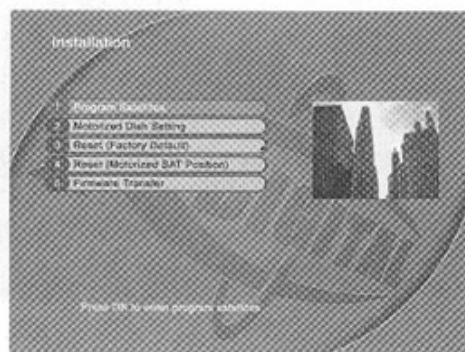 Installation
1 Program Satellites
2 Motorized Dish Setting
3 Reset (Factory Default)
4 Reset (Motorized SAT Position)
5 Firmware Transfer
Press OK to enter program satellites